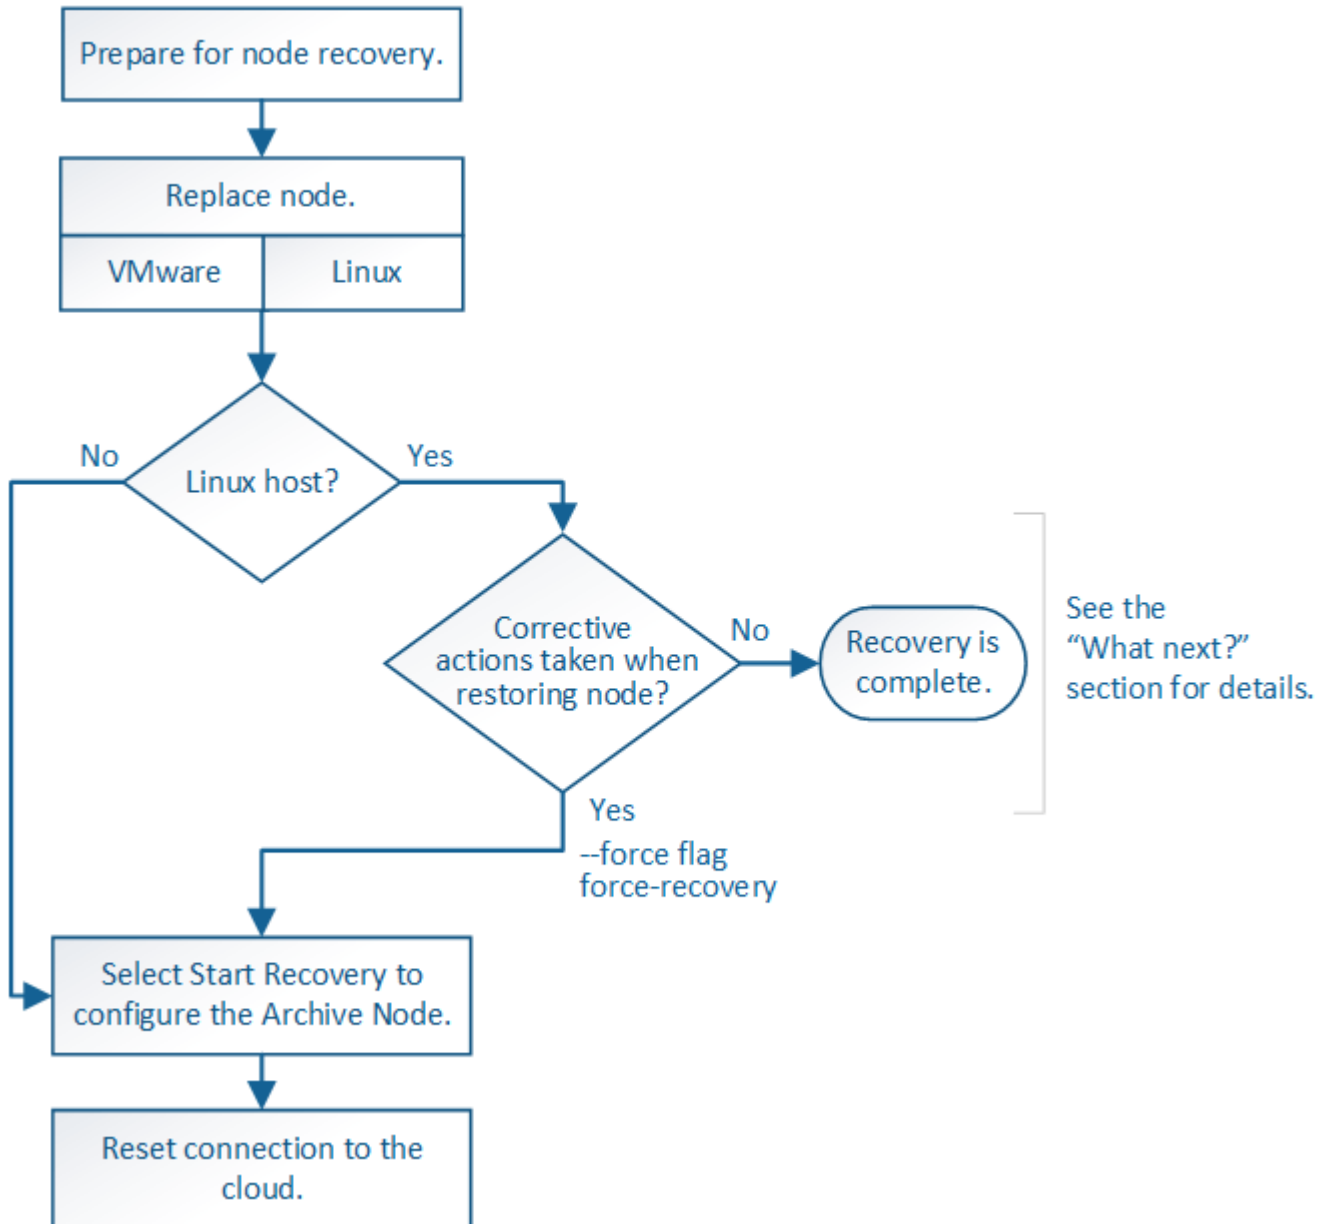 Prepare for node recovery.
Replace node.
VMware
Linux
No
Yes
Linux host?
Corrective
actions taken when
restoring node?
No
Recovery is
complete.
See the
“What next?”
section for details.
Yes
--force flag
force-recovery
Select Start Recovery to
configure the Archive Node.
Reset connection to the
cloud.